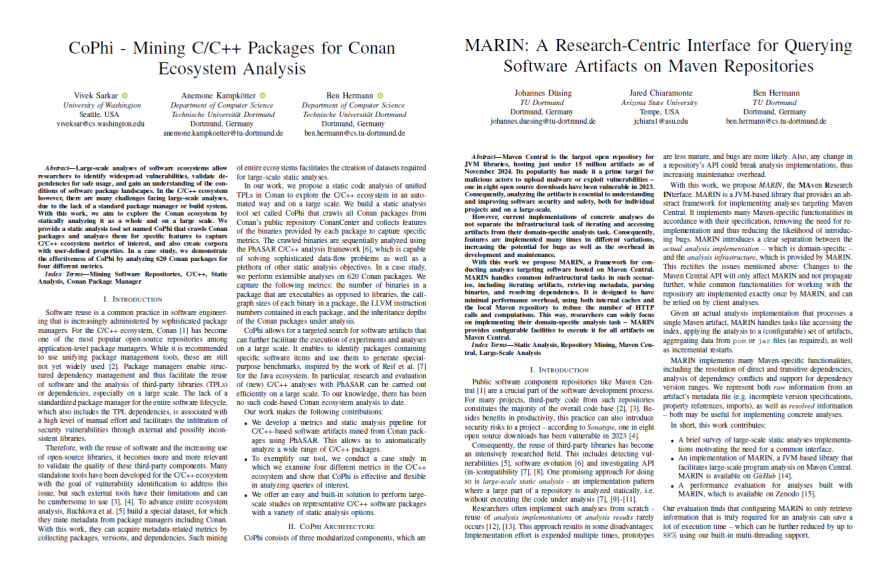 CoPhi - Mining C/C++ Packages for Conan
Ecosystem Analysis
Vivek Sarkar
University of Washington
Seattle, USA
viveksar@cs.washington.edu
Anemone Kampkötter
Department of Computer Science
Technische Universität Dortmund
Dortmund, Germany
anemone.kampkoetter@tu-dortmund.de
Ben Hermann
Department of Computer Science
Technische Universität Dortmund
Dortmund, Germany
ben.hermann@cs.tu-dortmund.de
Abstract—Large-scale analyses of software ecosystems allow
researchers to identify widespread vulnerabilities, validate de-
pendencies for safe usage, and gain an understanding of the con-
ditions of software package landscapes. In the C/C++ ecosystem
however, there are many challenges facing large-scale analyses,
due to the lack of a standard package manager or build system.
With this work, we aim to explore the Conan ecosystem by
statically analyzing it as a whole and on a large scale. We
provide a static analysis tool set named CoPhi that crawls Conan
packages and analyzes them for specific features to capture
C/C++ ecosystem metrics of interest, and also create corpora
with user-defined properties. In a case study, we demonstrate
the effectiveness of CoPhi by analyzing 620 Conan packages for
four different metrics.
Index Terms—Mining Software Repositories, C/C++, Static
Analysis, Conan Package Manager
I. INTRODUCTION
Software reuse is a common practice in software engineer-
ing that is increasingly administered by sophisticated package
managers. For the C/C++ ecosystem, Conan [1] has become
one of the most popular open-source repositories among
application-level package managers. While it is recommended
to use unifying package management tools, these are still
not yet widely used [2]. Package managers enable struc-
tured dependency management and thus facilitate the reuse
of software and the analysis of third-party libraries (TPLs)
or dependencies, especially on a large scale. The lack of a
standardized package manager for the entire software lifecycle,
which also includes the TPL dependencies, is associated with
a high level of manual effort and facilitates the infiltration of
security vulnerabilities through external and possibly incon-
sistent libraries.
Therefore, with the reuse of software and the increasing use
of open-source libraries, it becomes more and more relevant
to validate the quality of these third-party components. Many
standalone tools have been developed for the C/C++ ecosystem
with the goal of vulnerability identification to address this
issue, but such external tools have their limitations and can
be cumbersome to use [3], [4]. To advance entire ecosystem
analysis, Buchkova et al. [5] build a special dataset, for which
they mine metadata from package managers including Conan.
With this work, they can acquire metadata-related metrics by
collecting packages, versions, and dependencies. Such mining
of entire ecosystems facilitates the creation of datasets required
for large-scale static analyses.
In our work, we propose a static code analysis of unified
TPLs in Conan to explore the C/C++ ecosystem in an auto-
mated way and on a large scale. We build a static analysis
tool set called CoPhi that crawls all Conan packages from
Conan's public repository ConanCenter and collects features
of the binaries provided by each package to capture specific
metrics. The crawled binaries are sequentially analyzed using
the PhASAR C/C++ analysis framework [6], which is capable
of solving sophisticated data-flow problems as well as a
plethora of other static analysis objectives. In a case study,
we perform extensive analyses on 620 Conan packages. We
capture the following metrics: the number of binaries in a
package that are executables as opposed to libraries, the call-
graph sizes of each binary in a package, the LLVM instruction
numbers contained in each package, and the inheritance depths
of the Conan packages under analysis.
CoPhi allows for a targeted search for software artifacts that
can further facilitate the execution of experiments and analyses
on a large scale. It enables to identify packages containing
specific software items and use them to generate special-
purpose benchmarks, inspired by the work of Reif et al. [7]
for the Java ecosystem. In particular, research and evaluation
of (new) C/C++ analyses with PhASAR can be carried out
efficiently on a large scale. To our knowledge, there has been
no such code-based Conan ecosystem analysis to date.
Our work makes the following contributions:
• We develop a metrics and static analysis pipeline for
C/C++-based software artifacts mined from Conan pack-
ages using PhASAR. This allows us to automatically
analyze a wide range of C/C++ packages.
• To exemplify our tool, we conduct a case study in
which we examine four different metrics in the C/C++
ecosystem and show that CoPhi is effective and flexible
in analyzing queries of interest.
• We offer an easy and built-in solution to perform large-
scale studies on representative C/C++ software packages
with a variety of static analysis options.
II. COPHI ARCHITECTURE
CoPhi consists of three modularized components, which are
MARIN: A Research-Centric Interface for Querying
Software Artifacts on Maven Repositories
Johannes Düsing
TU Dortmund
Dortmund, Germany
johannes.duesing@tu-dortmund.de
Jared Chiaramonte
Arizona State University
Tempe, USA
jchiara1@asu.edu
Ben Hermann
TU Dortmund
Dortmund, Germany
ben.hermann@cs.tu-dortmund.de
Abstract—Maven Central is the largest open repository for
JVM libraries, hosting just under 15 million artifacts as of
November 2024. Its popularity has made it a prime target for
malicious actors to upload malware or exploit vulnerabilities –
one in eight open source downloads have been vulnerable in 2023.
Consequently, analyzing the artifacts is essential to understanding
and improving software security and safety, both for individual
projects and on a large-scale.
However, current implementations of concrete analyses do
not separate the infrastructural task of iterating and accessing
artifacts from their domain-specific analysis task. Consequently,
features are implemented many times in different variations,
increasing the potential for bugs as well as the overhead in
development and maintenance.
With this work we propose MARIN, a framework for con-
ducting analyses targeting software hosted on Maven Central.
MARIN handles common infrastructural tasks in such scenar-
ios, including iterating artifacts, retrieving metadata, parsing
binaries, and resolving dependencies. It is designed to have
minimal performance overhead, using both internal caches and
the local Maven repository to reduce the number of HTTP
calls and computations. This way, researchers can solely focus
on implementing their domain-specific analysis task – MARIN
provides configurable facilities to execute it for all artifacts on
Maven Central.
Index Terms—Static Analysis, Repository Mining, Maven Cen-
tral, Large-Scale Analysis
I. INTRODUCTION
Public software component repositories like Maven Cen-
tral [1] are a crucial part of the software development process.
For many projects, third-party code from such repositories
constitutes the majority of the overall code base [2], [3]. Be-
sides benefits in productivity, this practice can also introduce
security risks to a project – according to Sonatype, one in eight
open source downloads has been vulnerable in 2023 [4].
Consequently, the reuse of third-party libraries has become
an intensively researched field. This includes detecting vul-
nerabilities [5], software evolution [6] and investigating API
(in-)compatibility [7], [8]. One promising approach for doing
so is large-scale static analysis - an implementation pattern
where a large part of a repository is analyzed statically, i.e.
without executing the code under analysis [7], [9]–[11].
Researchers often implement such analyses from scratch -
reuse of analysis implementations or analysis results rarely
occurs [12], [13]. This approach results in some disadvantages:
Implementation effort is expended multiple times, prototypes
are less mature, and bugs are more likely. Also, any change in
a repository's API could break analysis implementations, thus
increasing maintenance overhead.
With this work, we propose MARIN, the MAven Research
INterface. MARIN is a JVM-based library that provides an ab-
stract framework for implementing analyses targeting Maven
Central. It implements many Maven-specific functionalities in
accordance with their specification, removing the need for re-
implementation and thus reducing the likelihood of introduc-
ing bugs. MARIN introduces a clear separation between the
actual analysis implementation – which is domain-specific –
and the analysis infrastructure, which is provided by MARIN.
This rectifies the issues mentioned above: Changes to the
Maven Central API will only affect MARIN and not propagate
further, while common functionalities for working with the
repository are implemented exactly once by MARIN, and can
be relied on by concrete analyses.
Given an actual analysis implementation that processes a
single Maven artifact, MARIN handles tasks like accessing the
index, applying the analysis to a (configurable) set of artifacts,
aggregating data from pom or jar files (as required), as well
as incremental restarts.
MARIN implements many Maven-specific functionalities,
including the resolution of direct and transitive dependencies,
analysis of dependency conflicts and support for dependency
version ranges. We represent both raw information from an
artifact's metadata file (e.g. incomplete version specifications,
property references, imports), as well as resolved information
– both may be useful for implementing concrete analyses.
In short, this work contributes:
• A brief survey of large-scale static analyses implementa-
tions motivating the need for a common interface.
• An implementation of MARIN, a JVM-based library that
facilitates large-scale program analysis on Maven Central.
MARIN is available on GitHub [14].
• A performance evaluation for analyses built with
MARIN, which is available on Zenodo [15].
Our evaluation finds that configuring MARIN to only retrieve
information that is truly required for an analysis can save a
lot of execution time – which can be further reduced by up to
88% using our built-in multi-threading support.